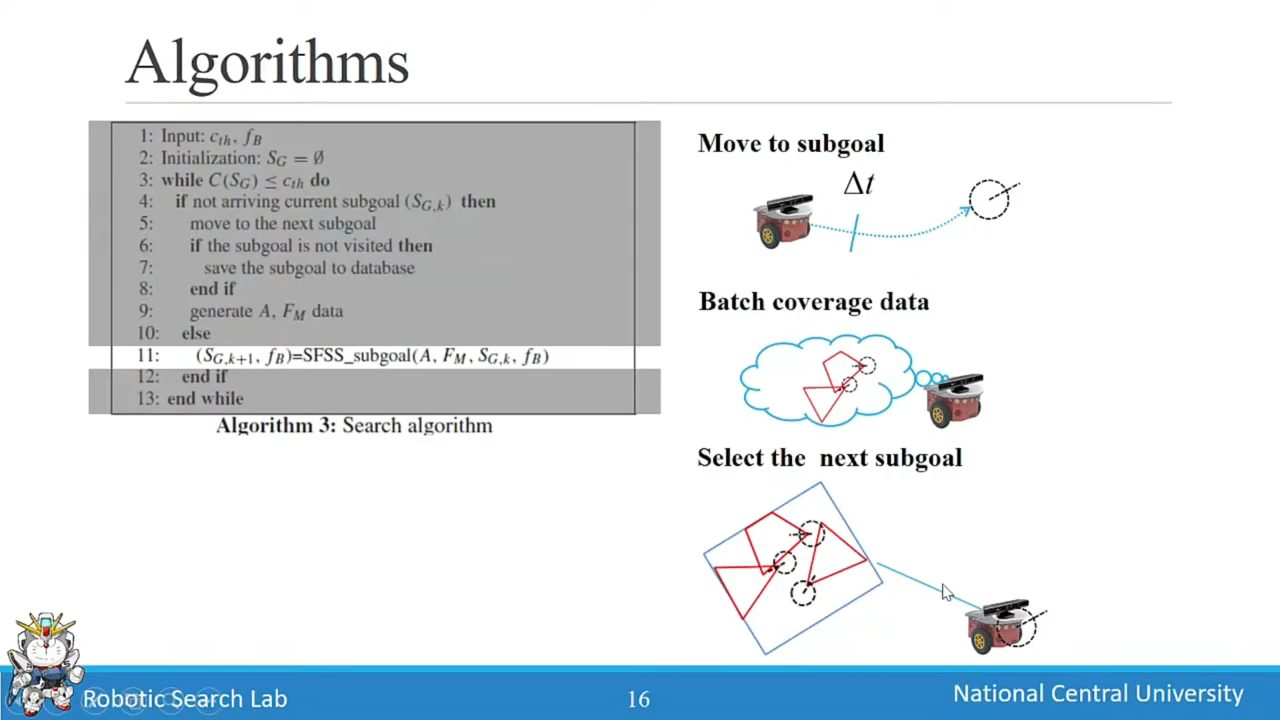 Algorithms
1: Input: c_th, f_B
2: Initialization: S_G = ∅
3: while C(S_G) ≤ c_th do
4: if not arriving current subgoal (S_G,k) then
5: move to the next subgoal
6: if the subgoal is not visited then
7: save the subgoal to database
8: end if
9: generate A, F_M data
10: else
11: (S_G,k+1, f_B)=SFSS_subgoal(A, F_M, S_G,k, f_B)
12: end if
13: end while
Algorithm 3: Search algorithm
Move to subgoal
Δt
Batch coverage data
Select the next subgoal
Robotic Search Lab
16
National Central University